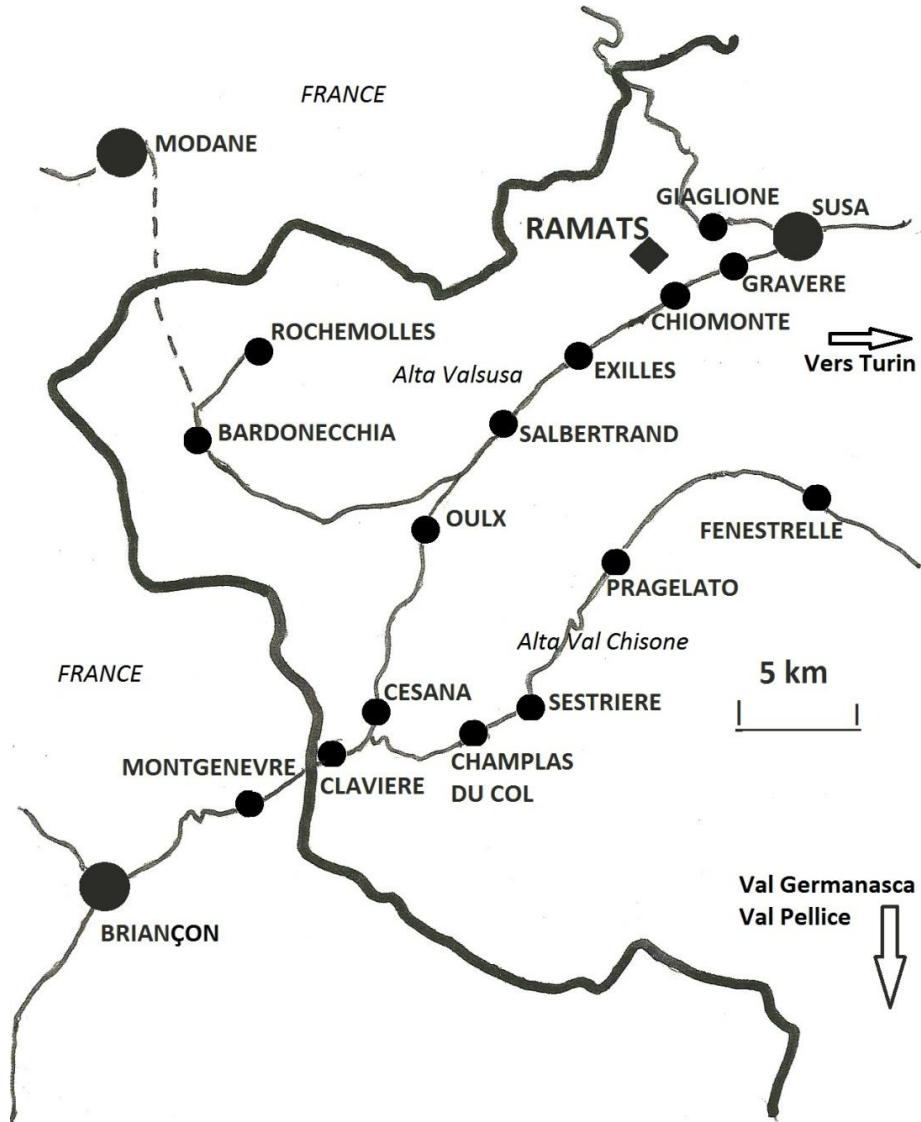 FRANCE
MODANE
GIAGLIONE
SUSA
RAMATS
GRAVERE
CHIOMONTE
ROCHEMOLLES
Alta Valsusa
EXILLES
Vers Turin
BARDONECCHIA
SALBERTRAND
OULX
FENESTRELLE
PRAGELATO
Alta Val Chisone
FRANCE
5 km
CESANA
SESTRIERE
MONTGENEVRE
CLAVIERE
CHAMPLAS
DU COL
Val Germanasca
Val Pellice
BRIANÇON